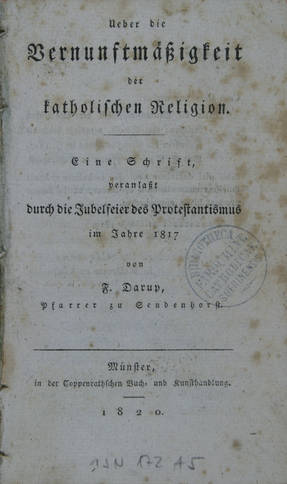 Ueber die
Vernunftmäßigkeit
der
katholischen Religion.
Eine Schrift,
veranlaßt
durch die Jubelfeier des Protestantismus
im Jahre 1817
von
F. Darup,
Pfarrer zu Sendenhorst.
Münster,
in der Coppenrathschen Buch- und Kunsthandlung.
1820.